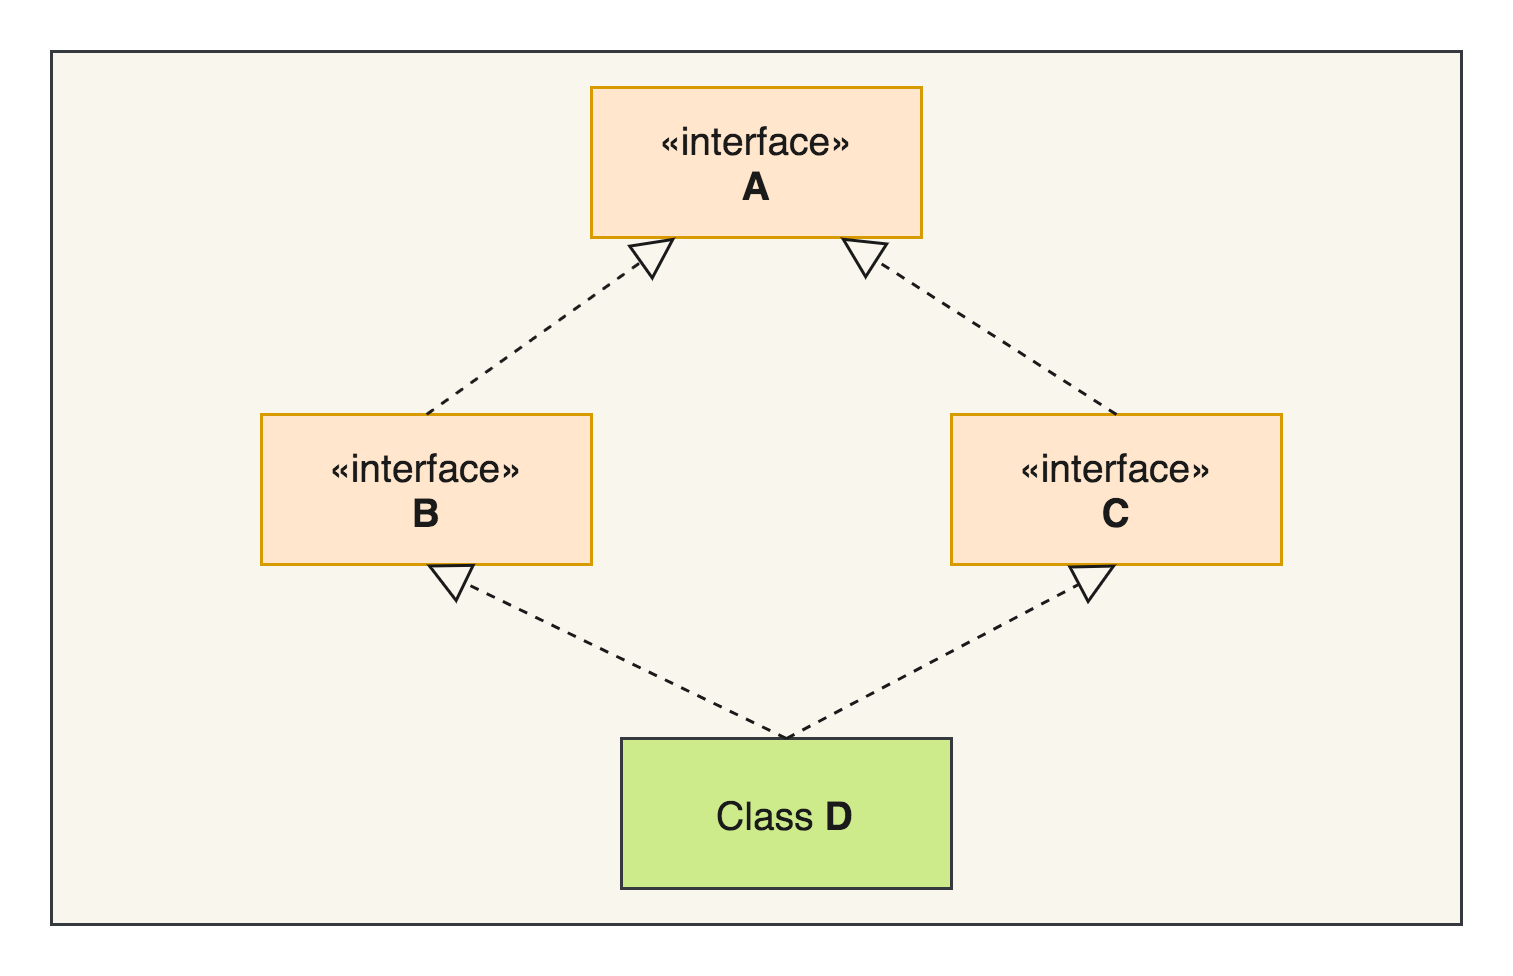 «interface»
A
«interface»
B
«interface»
C
Class D